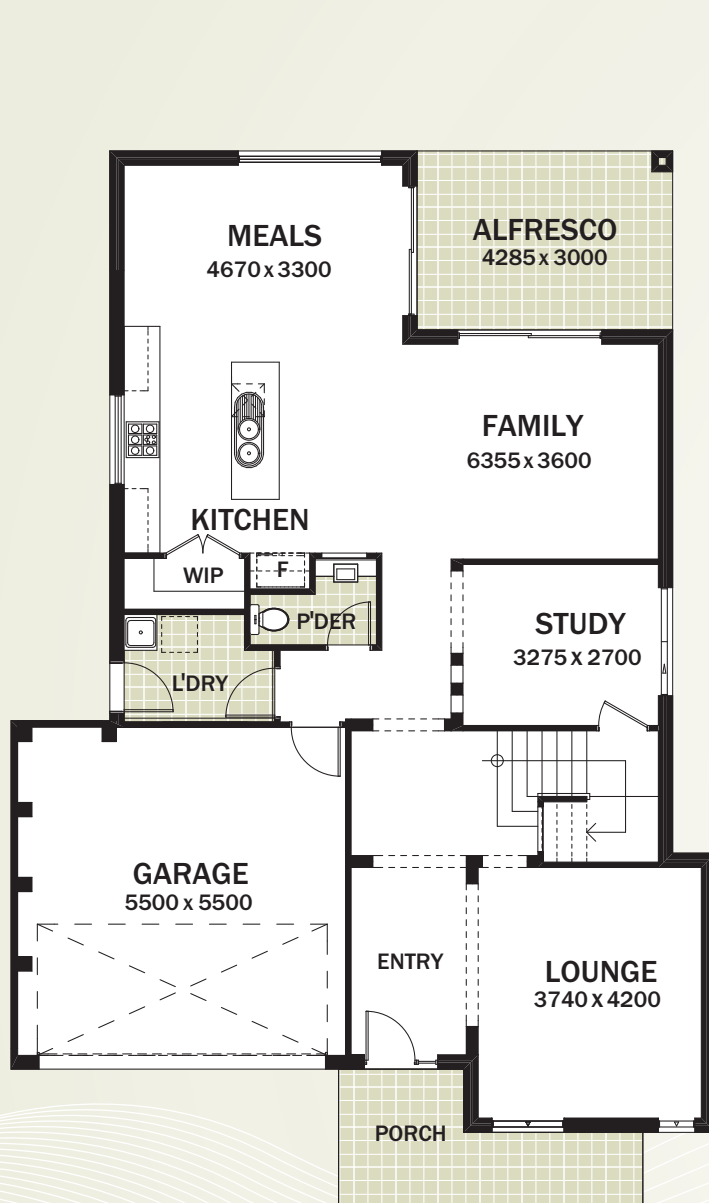 MEALS
4670 x 3300
ALFRESCO
4285 x 3000
FAMILY
6355 x 3600
KITCHEN
WIP
F
P'DER
STUDY
3275 x 2700
L'DRY
GARAGE
5500 x 5500
ENTRY
LOUNGE
3740 x 4200
PORCH